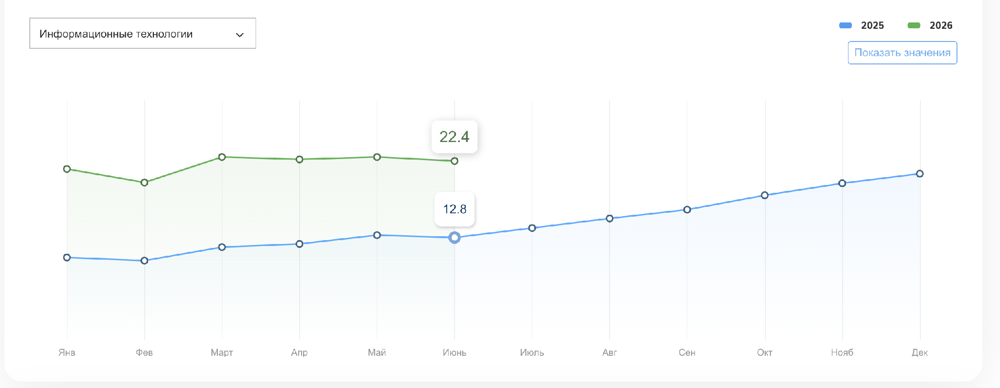 Информационные технологии
2025 2026
Показать значения
22.4
12.8
Янв Фев Март Апр Май Июнь Июль Авг Сен Окт Нояб Дек